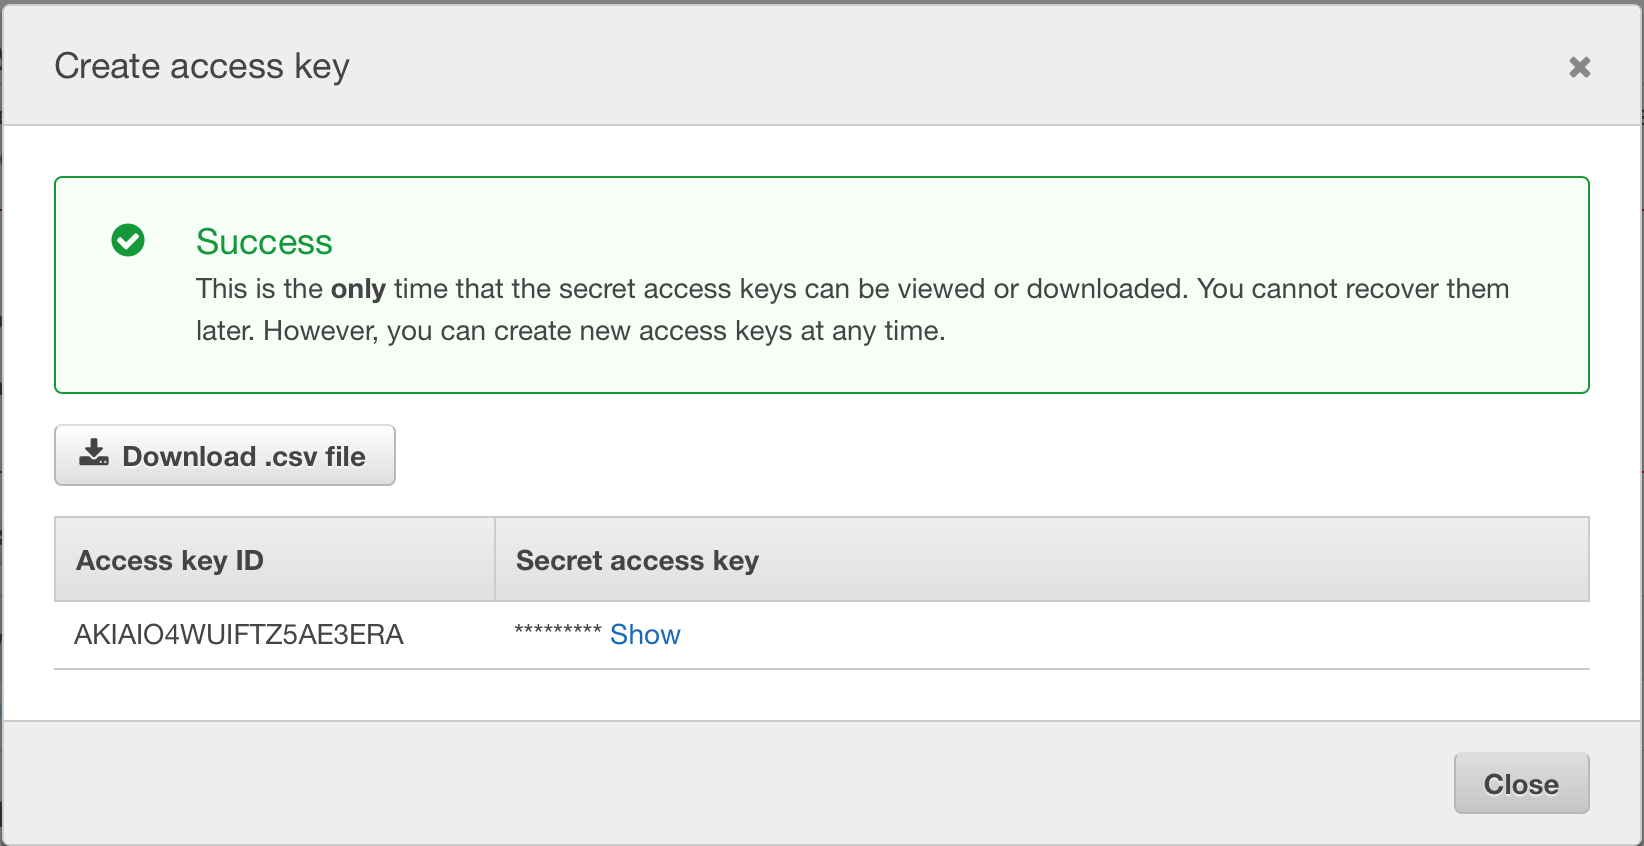 Create access key
Success
This is the only time that the secret access keys can be viewed or downloaded. You cannot recover them
later. However, you can create new access keys at any time.
Download .csv file
Access key ID Secret access key
AKIAIO4WUIFTZ5AE3ERA ********* Show
Close